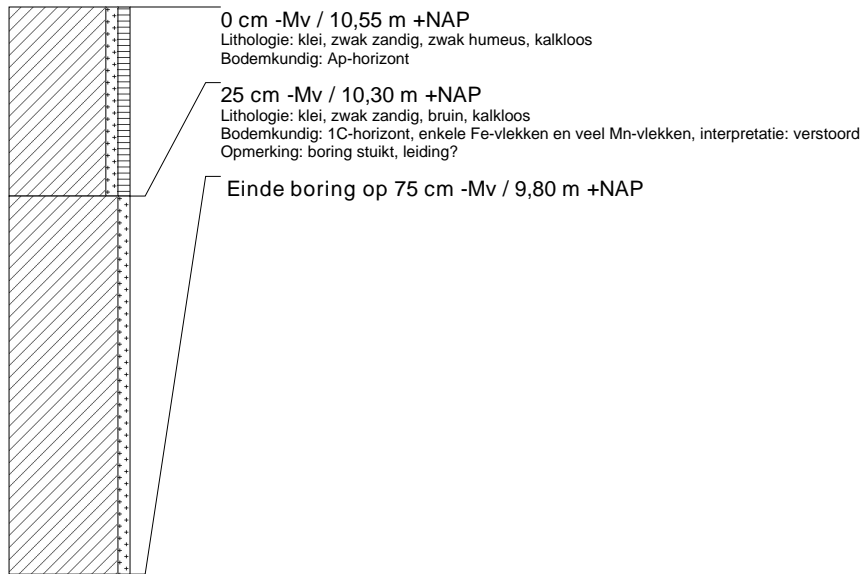 0 cm -Mv / 10,55 m +NAP
Lithologie: klei, zwak zandig, zwak humeus, kalkloos
Bodemkundig: Ap-horizont
25 cm -Mv / 10,30 m +NAP
Lithologie: klei, zwak zandig, bruin, kalkloos
Bodemkundig: 1C-horizont, enkele Fe-vlekken en veel Mn-vlekken, interpretatie: verstoord
Opmerking: boring stuikt, leiding?
Einde boring op 75 cm -Mv / 9,80 m +NAP